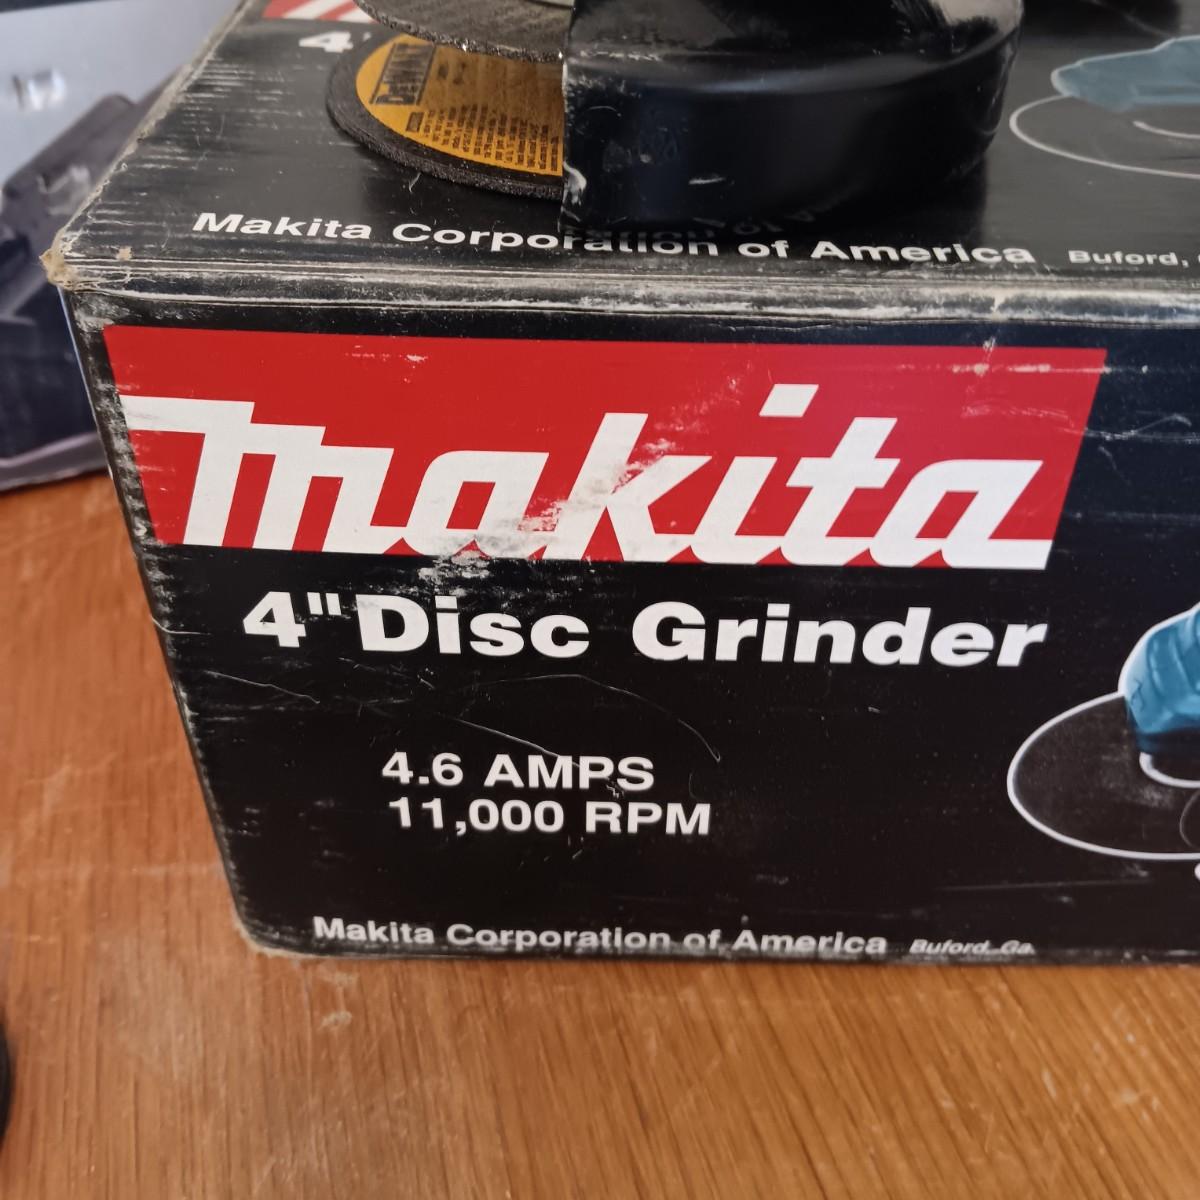 4"
DEWALT
Makita Corporation of America Buford,
makita
4"Disc Grinder
4.6 AMPS
11,000 RPM
Makita Corporation of America Buford, Ga.